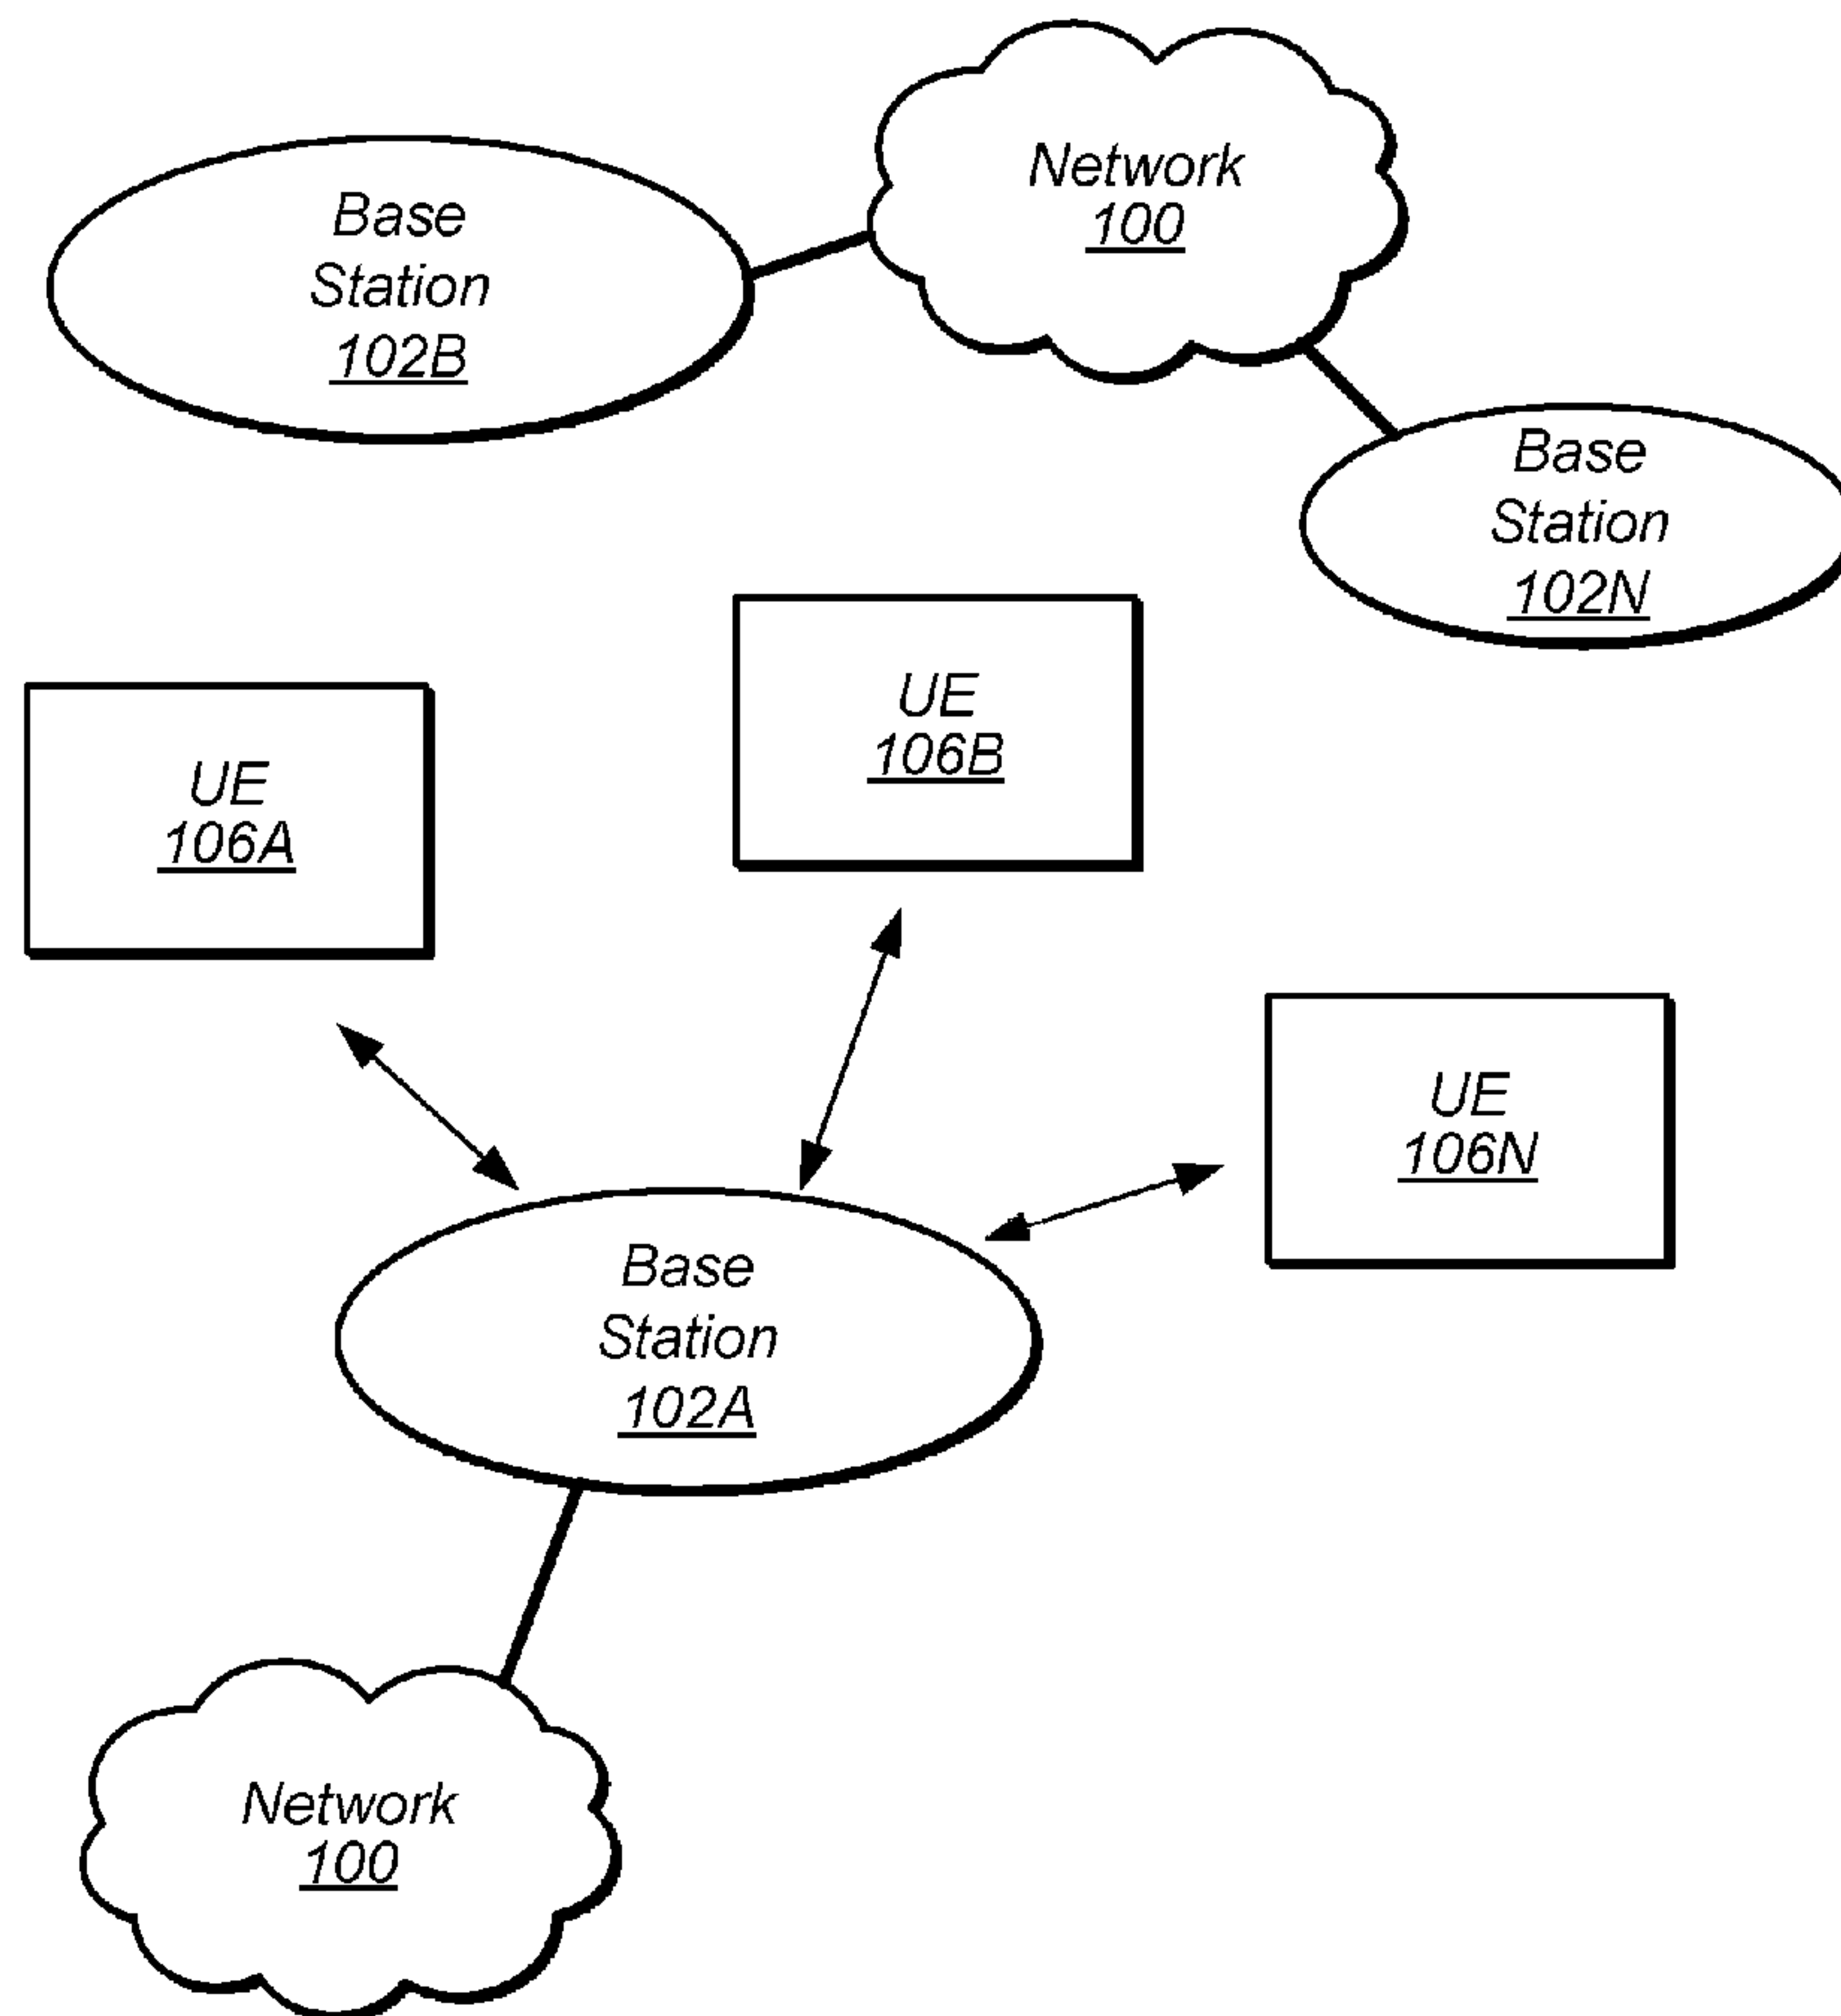 Network
100
Base
Station
102B
Base
Station
102N
UE
106B
UE
106A
UE
106N
Base
Station
102A
Network
100